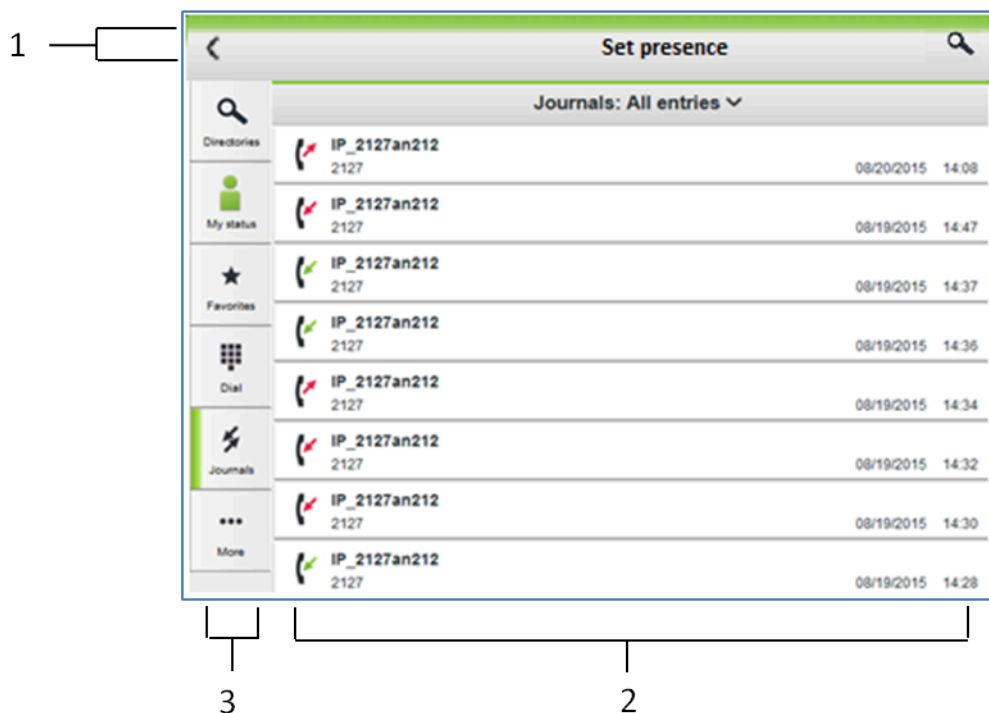 1
Set presence
Journals: All entries
Directories
My status
Favorites
Dial
Journals
More
IP_2127an212
2127 08/20/2015 14:08
IP_2127an212
2127 08/19/2015 14:47
IP_2127an212
2127 08/19/2015 14:37
IP_2127an212
2127 08/19/2015 14:36
IP_2127an212
2127 08/19/2015 14:34
IP_2127an212
2127 08/19/2015 14:32
IP_2127an212
2127 08/19/2015 14:30
IP_2127an212
2127 08/19/2015 14:28
3
2